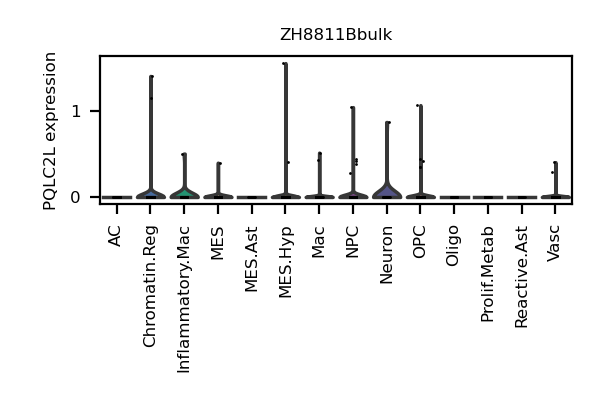 ZH8811Bbulk
PQLC2L expression
1
0
AC
Chromatin.Reg
Inflammatory.Mac
MES
MES.Ast
MES.Hyp
Mac
NPC
Neuron
OPC
Oligo
Prolif.Metab
Reactive.Ast
Vasc